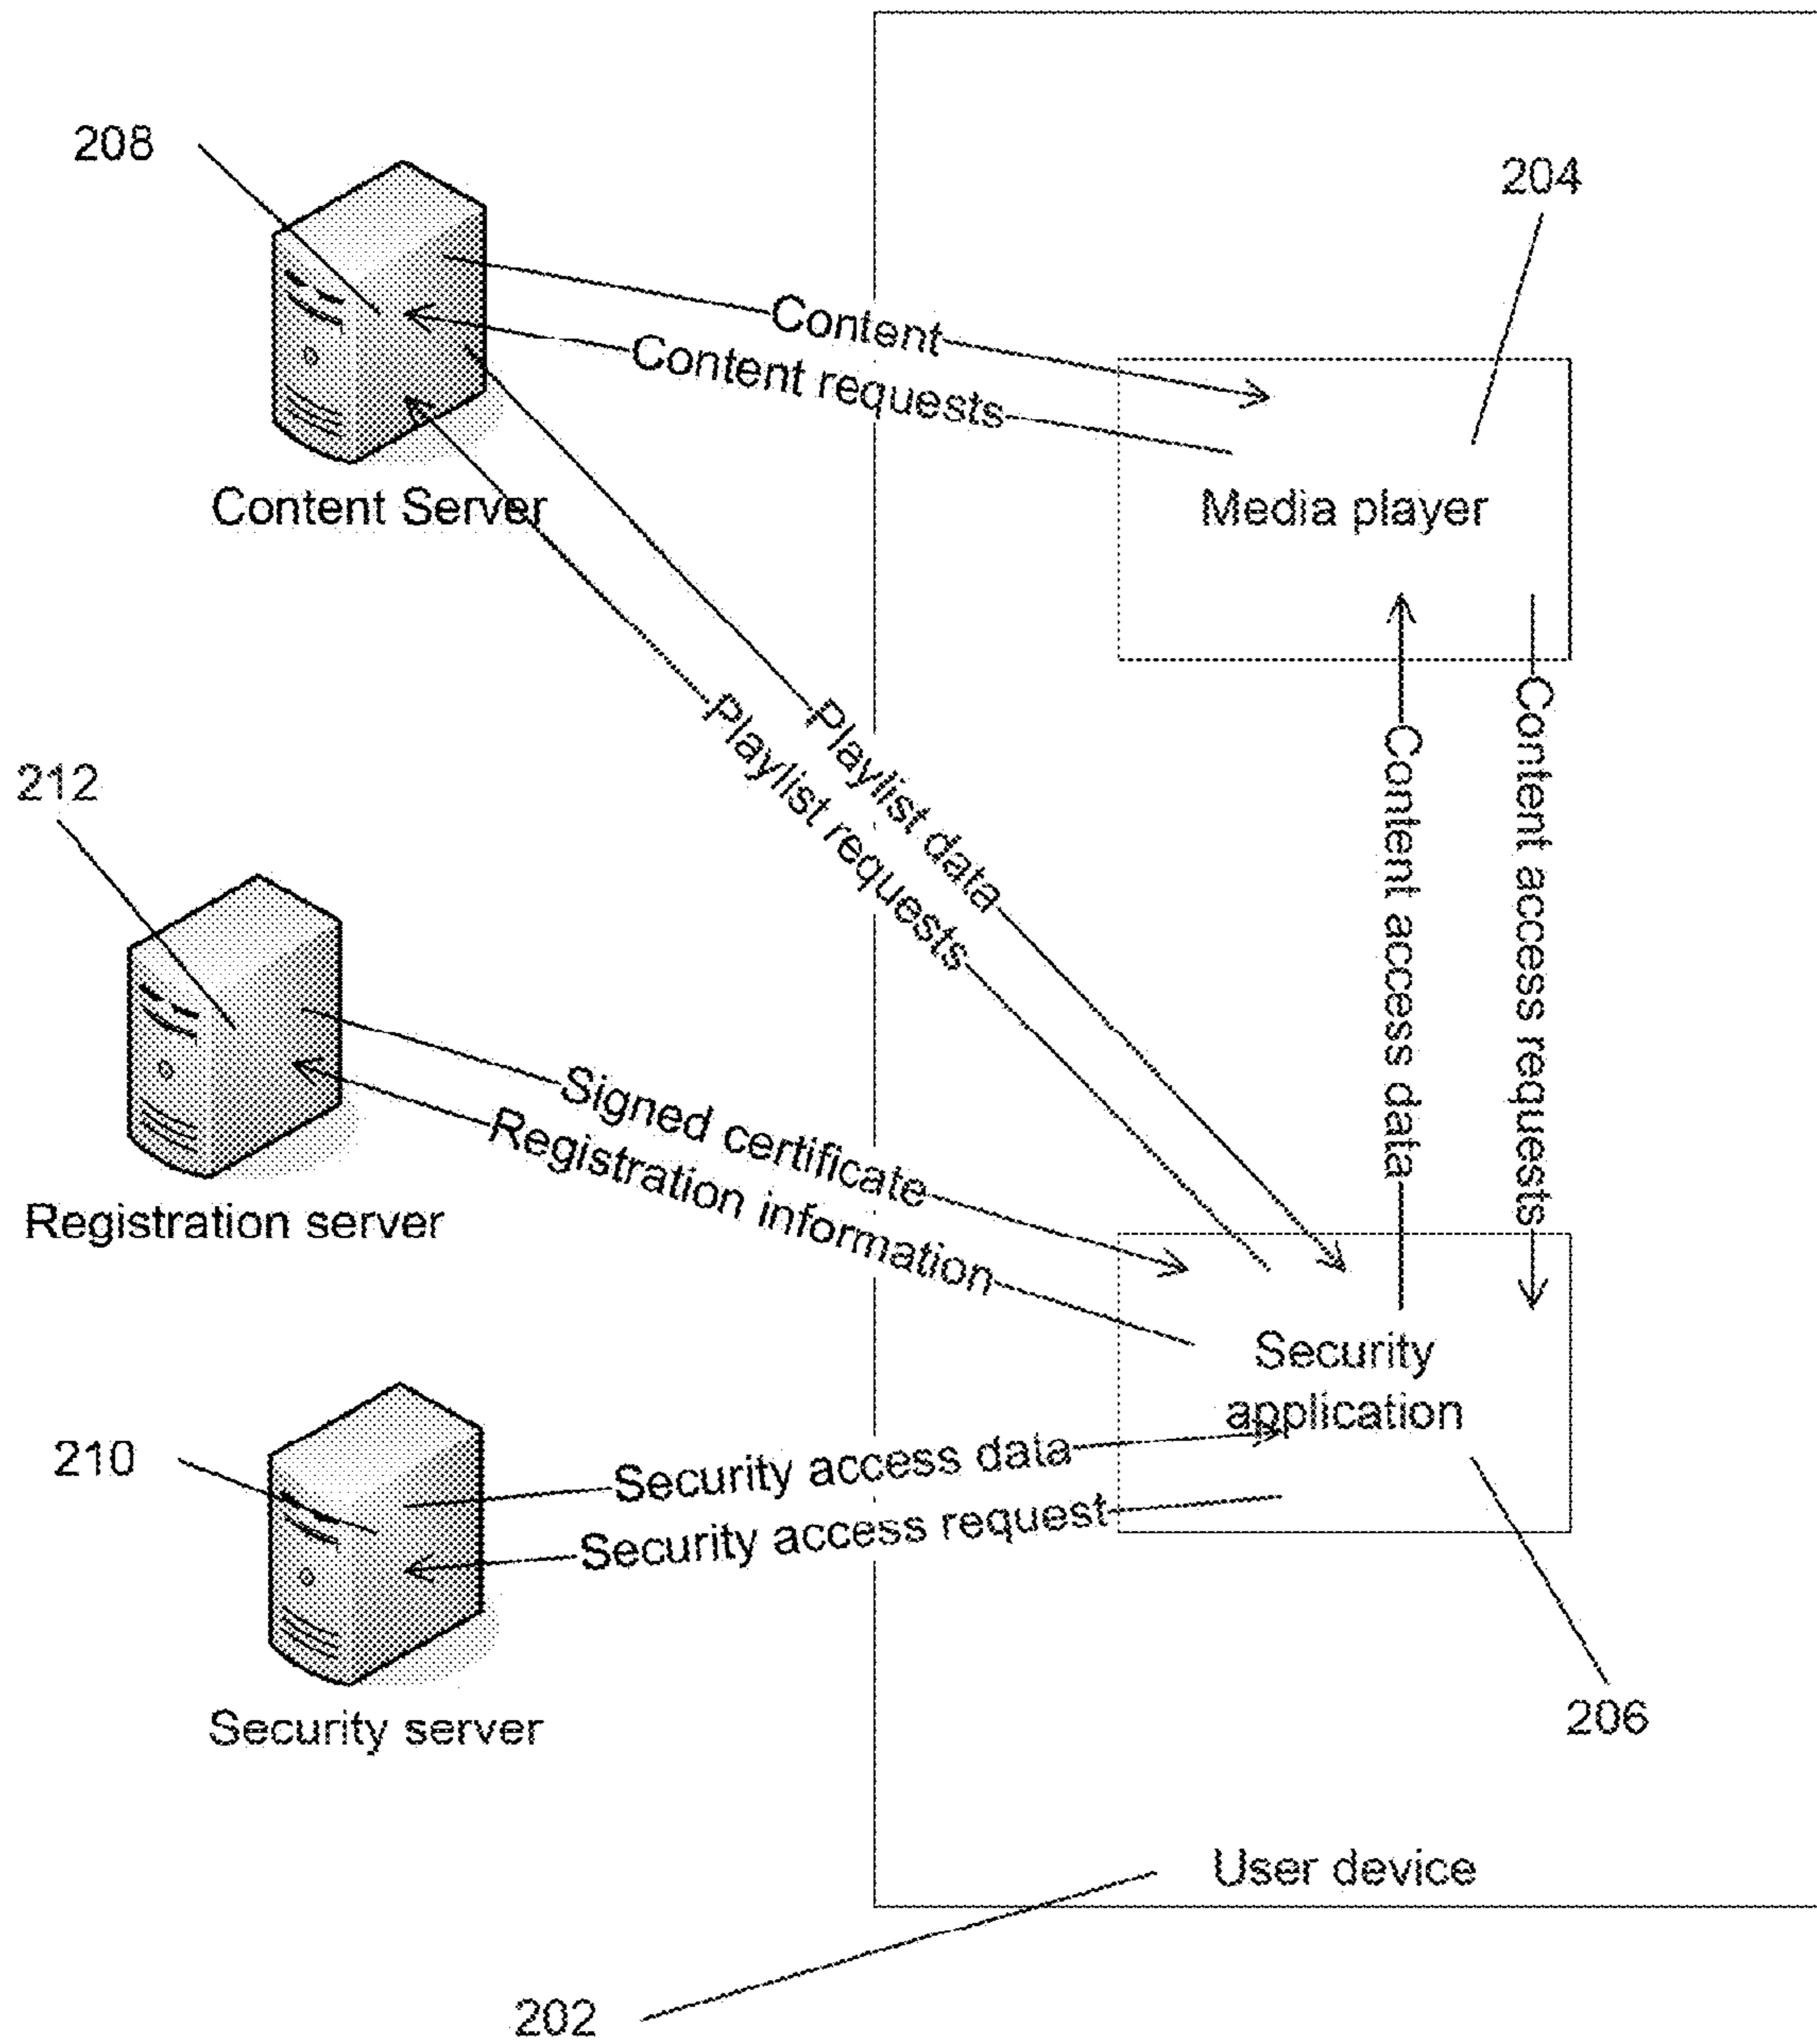 208
204
Content
Content requests
Media player
Content Server
Playlist data
Playlist requests
Content access data
Content access requests
212
Signed certificate
Registration information
Registration server
Security
application
210
Security access data
Security access request
Security server
206
User device
202